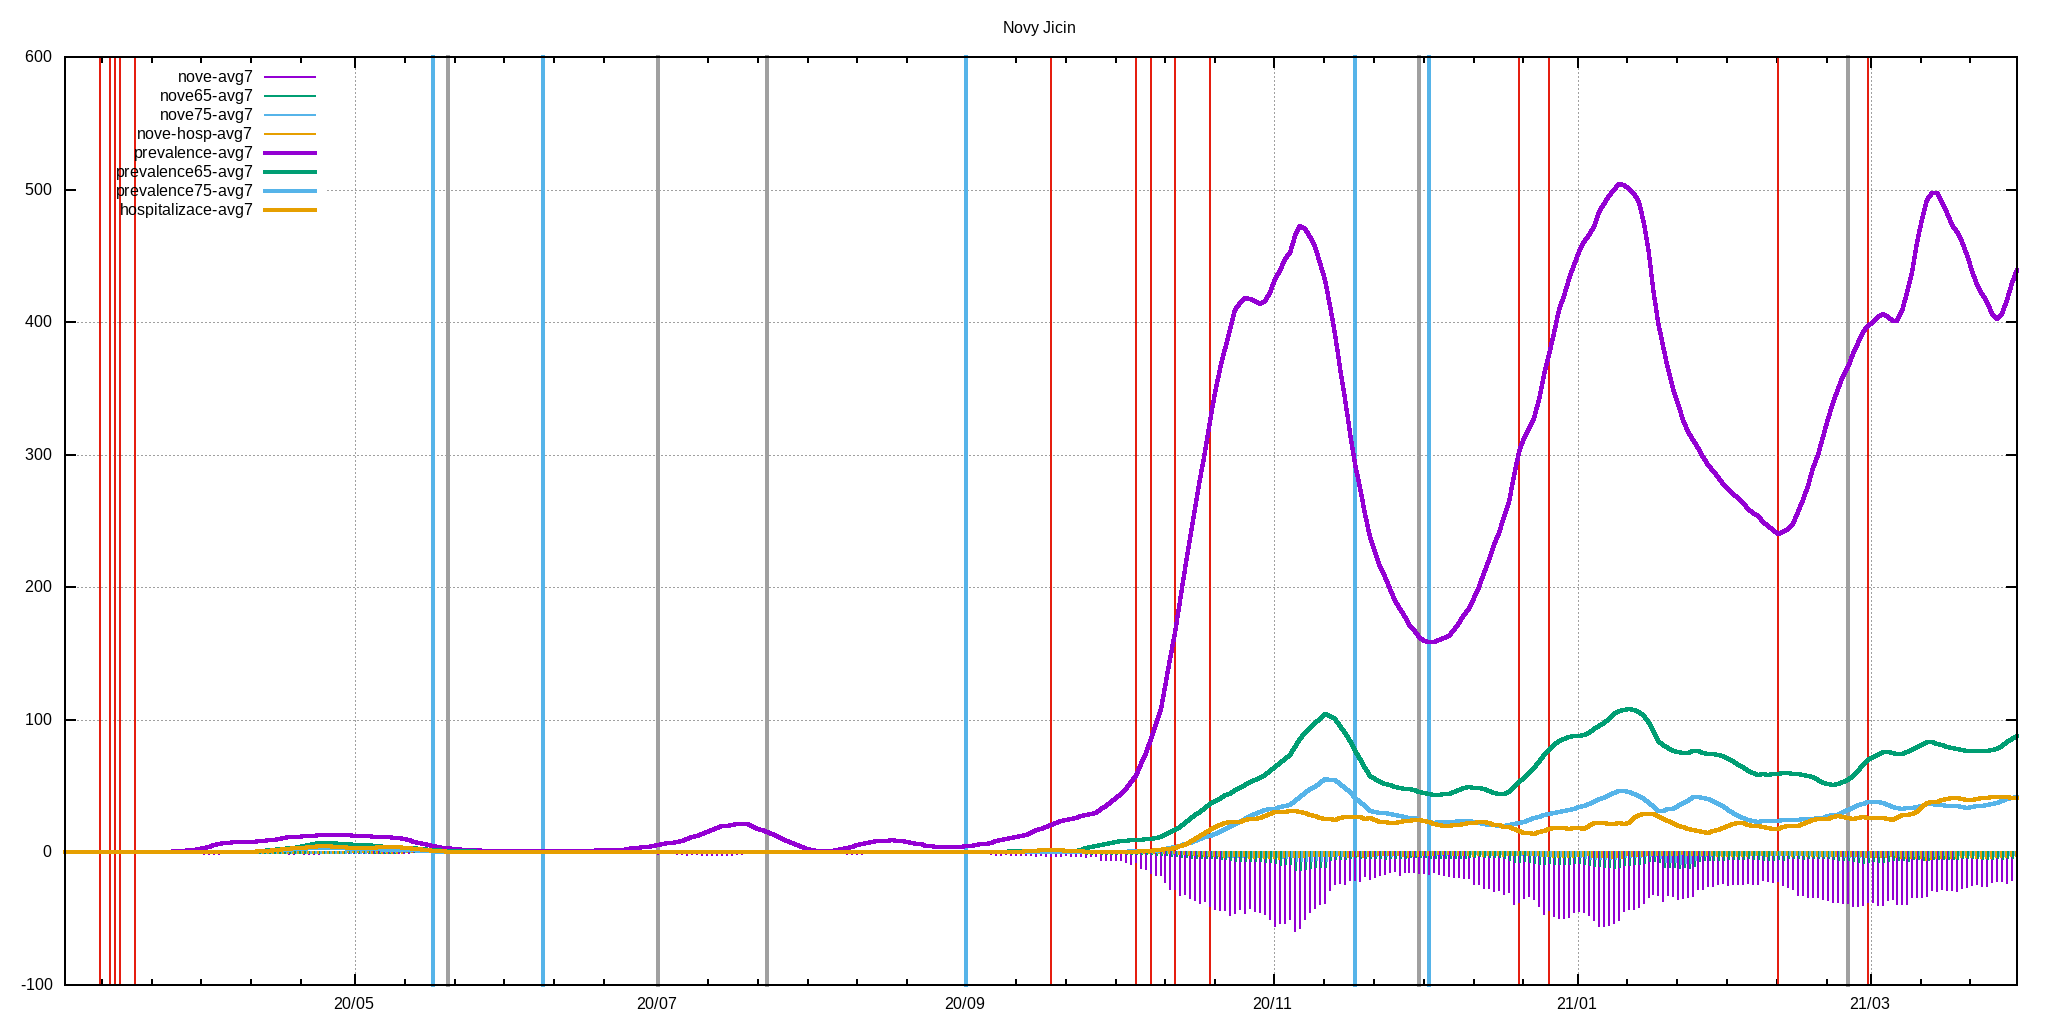 Novy Jicin
600
500
400
300
200
100
0
-100
nove-avg7
nove65-avg7
nove75-avg7
nove-hosp-avg7
prevalence-avg7
prevalence65-avg7
prevalence75-avg7
hospitalizace-avg7
20/05
20/07
20/09
20/11
21/01
21/03